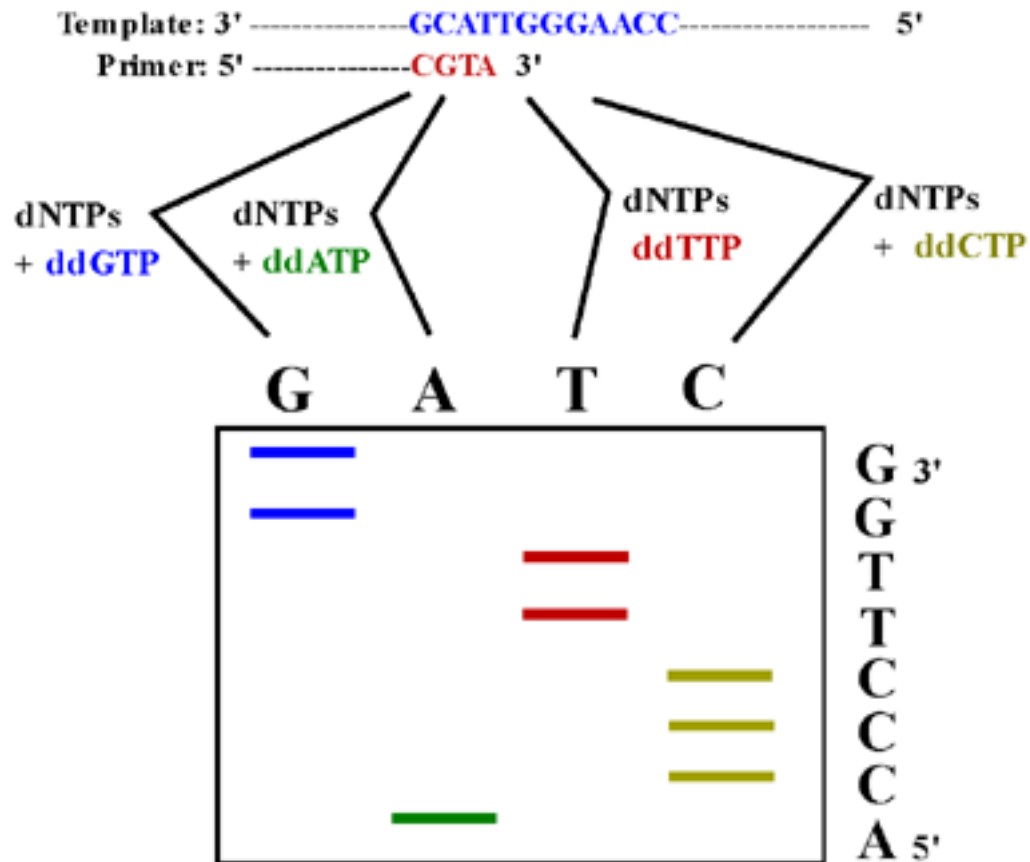 Template: 3' ---------------GCATTGGGAACC------------------ 5'
Primer: 5' ---------------CGTA 3'
dNTPs
+ ddGTP
dNTPs
+ ddATP
dNTPs
ddTTP
dNTPs
+ ddCTP
G A T C
G 3'
G
T
T
C
C
C
A 5'